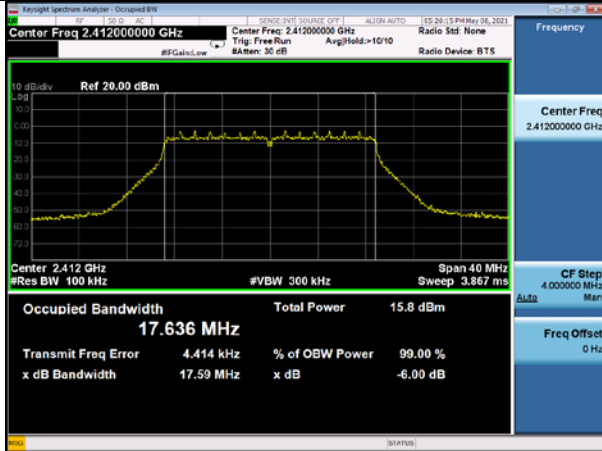 Keysight Spectrum Analyzer - Occupied BW
RF 50 Ω AC SENSE:INT SOURCE OFF ALIGN AUTO 05:20:15 PM May 06, 2021
Center Freq 2.412000000 GHz
Center Freq: 2.412000000 GHz
Radio Std: None
Trig: Free Run Avg|Hold:>10/10
#IFGain:Low #Atten: 30 dB Radio Device: BTS
Frequency
10 dB/div Ref 20.00 dBm
Log
10.0
0.00
-10.0
-20.0
-30.0
-40.0
-50.0
-60.0
-70.0
Center 2.412 GHz Span 40 MHz
#Res BW 100 kHz #VBW 300 kHz Sweep 3.867 ms
Occupied Bandwidth Total Power 15.8 dBm
17.636 MHz
Transmit Freq Error 4.414 kHz % of OBW Power 99.00 %
x dB Bandwidth 17.59 MHz x dB -6.00 dB
Center Freq
2.412000000 GHz
CF Step
4.000000 MHz
Auto Man
Freq Offset
0 Hz
MSG STATUS